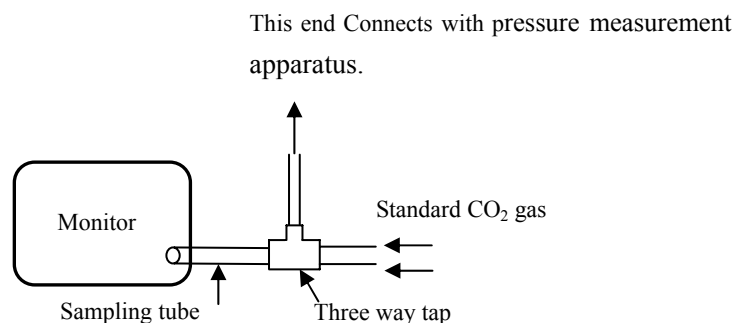 This end Connects with pressure measurement
apparatus.
Standard CO₂ gas
Monitor
Sampling tube
Three way tap